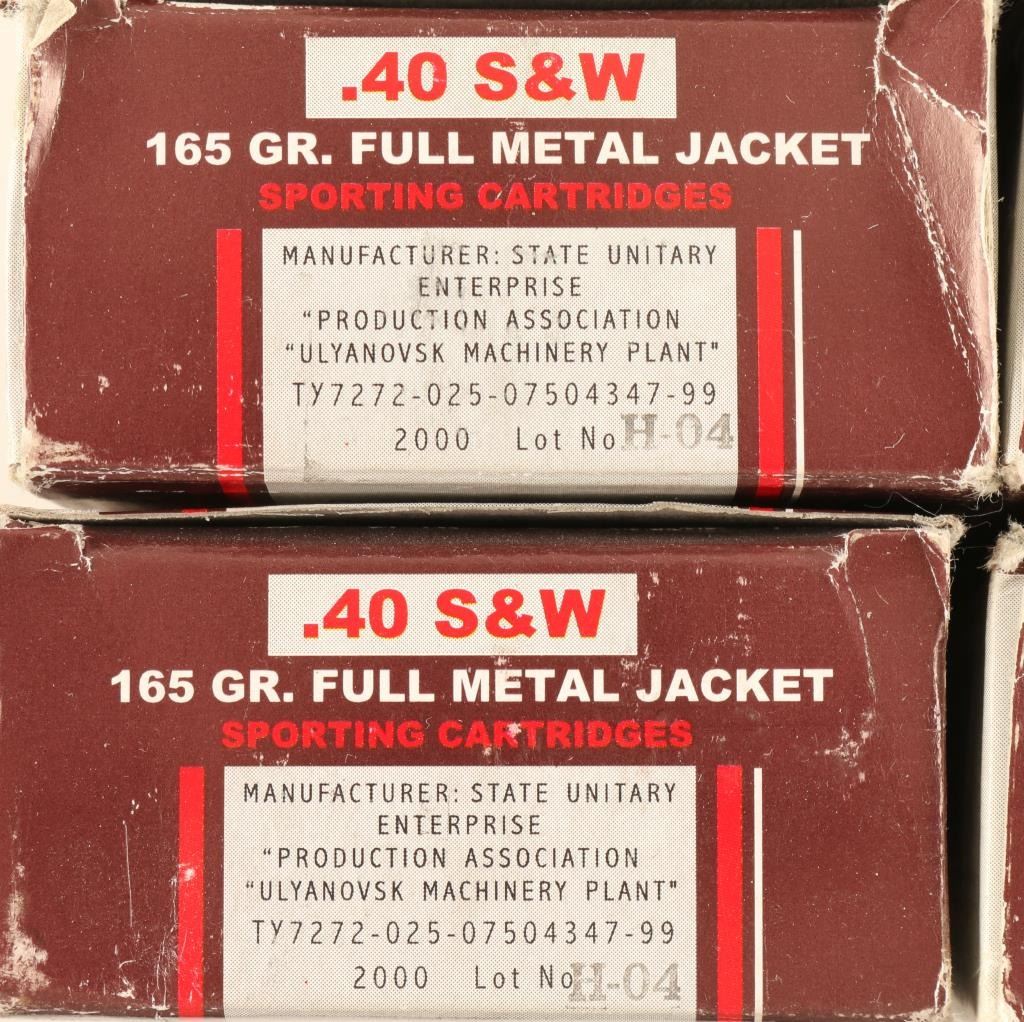 .40 S&W
165 GR. FULL METAL JACKET
SPORTING CARTRIDGES
MANUFACTURER: STATE UNITARY
ENTERPRISE
"PRODUCTION ASSOCIATION
"ULYANOVSK MACHINERY PLANT"
TY7272-025-07504347-99
2000 Lot No H-04
.40 S&W
165 GR. FULL METAL JACKET
SPORTING CARTRIDGES
MANUFACTURER: STATE UNITARY
ENTERPRISE
"PRODUCTION ASSOCIATION
"ULYANOVSK MACHINERY PLANT"
TY7272-025-07504347-99
2000 Lot No H-04